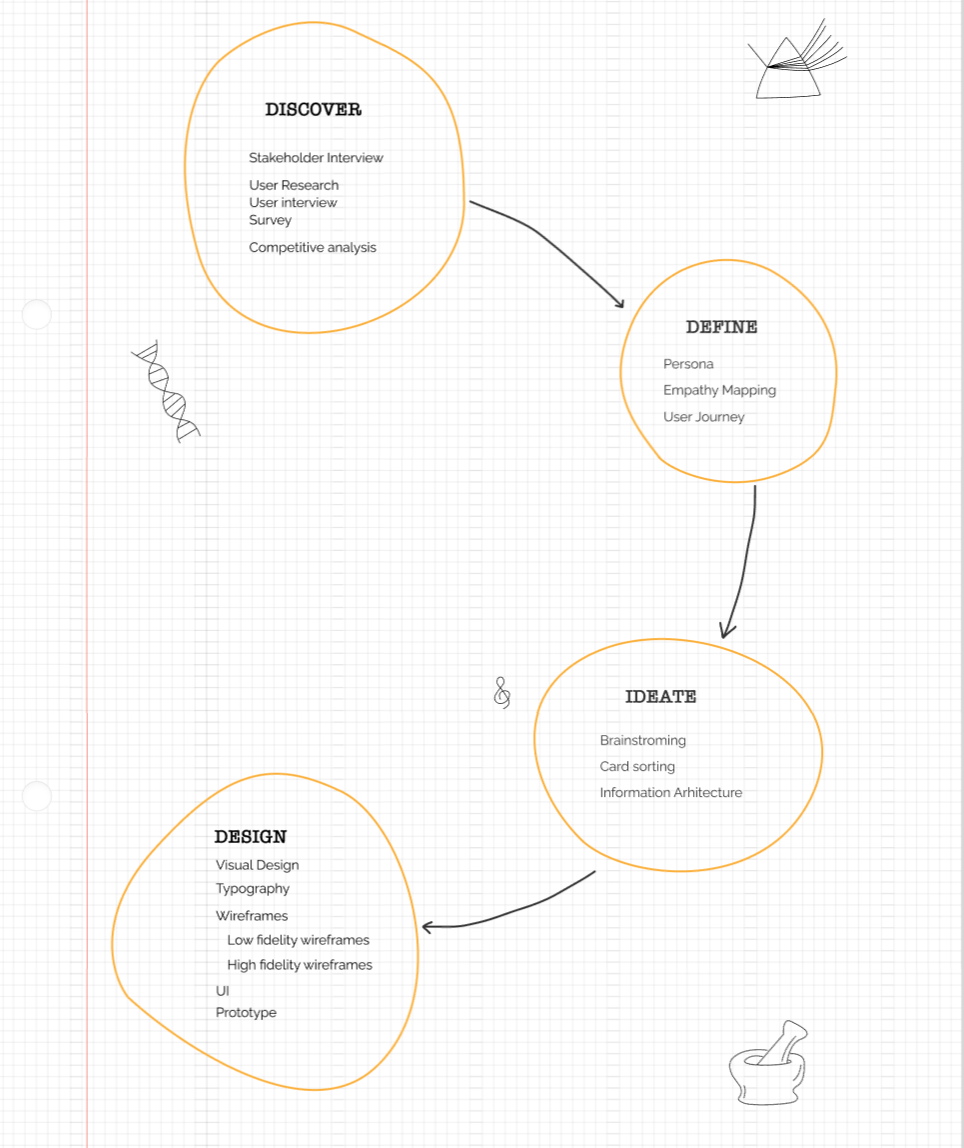 DISCOVER
Stakeholder Interview
User Research
User interview
Survey
Competitive analysis
DEFINE
Persona
Empathy Mapping
User Journey
IDEATE
Brainstroming
Card sorting
Information Arhitecture
DESIGN
Visual Design
Typography
Wireframes
Low fidelity wireframes
High fidelity wireframes
UI
Prototype